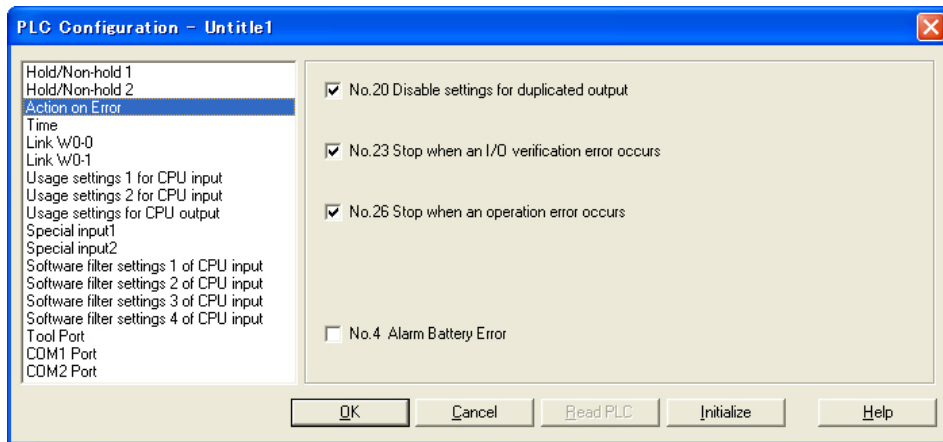 PLC Configuration - Untitle1
Hold/Non-hold 1
Hold/Non-hold 2
Action on Error
Time
Link W0-0
Link W0-1
Usage settings 1 for CPU input
Usage settings 2 for CPU input
Usage settings for CPU output
Special input1
Special input2
Software filter settings 1 of CPU input
Software filter settings 2 of CPU input
Software filter settings 3 of CPU input
Software filter settings 4 of CPU input
Tool Port
COM1 Port
COM2 Port
No.20 Disable settings for duplicated output
No.23 Stop when an I/O verification error occurs
No.26 Stop when an operation error occurs
No.4 Alarm Battery Error
OK Cancel Read PLC Initialize Help